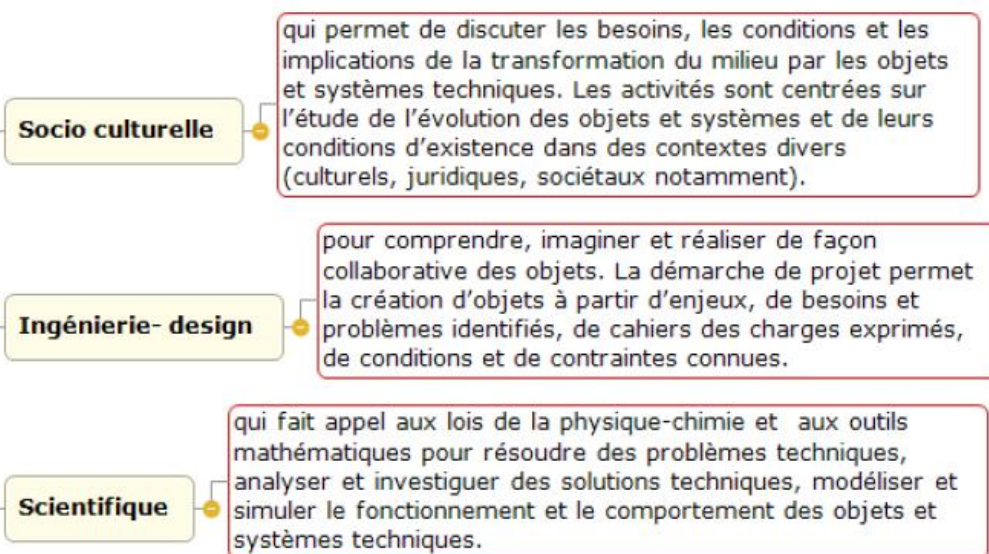 Socio culturelle
qui permet de discuter les besoins, les conditions et les
implications de la transformation du milieu par les objets
et systèmes techniques. Les activités sont centrées sur
l'étude de l'évolution des objets et systèmes et de leurs
conditions d'existence dans des contextes divers
(culturels, juridiques, sociétaux notamment).
Ingénierie- design
pour comprendre, imaginer et réaliser de façon
collaborative des objets. La démarche de projet permet
la création d'objets à partir d'enjeux, de besoins et
problèmes identifiés, de cahiers des charges exprimés,
de conditions et de contraintes connues.
Scientifique
qui fait appel aux lois de la physique-chimie et  aux outils
mathématiques pour résoudre des problèmes techniques,
analyser et investiguer des solutions techniques, modéliser et
simuler le fonctionnement et le comportement des objets et
systèmes techniques.